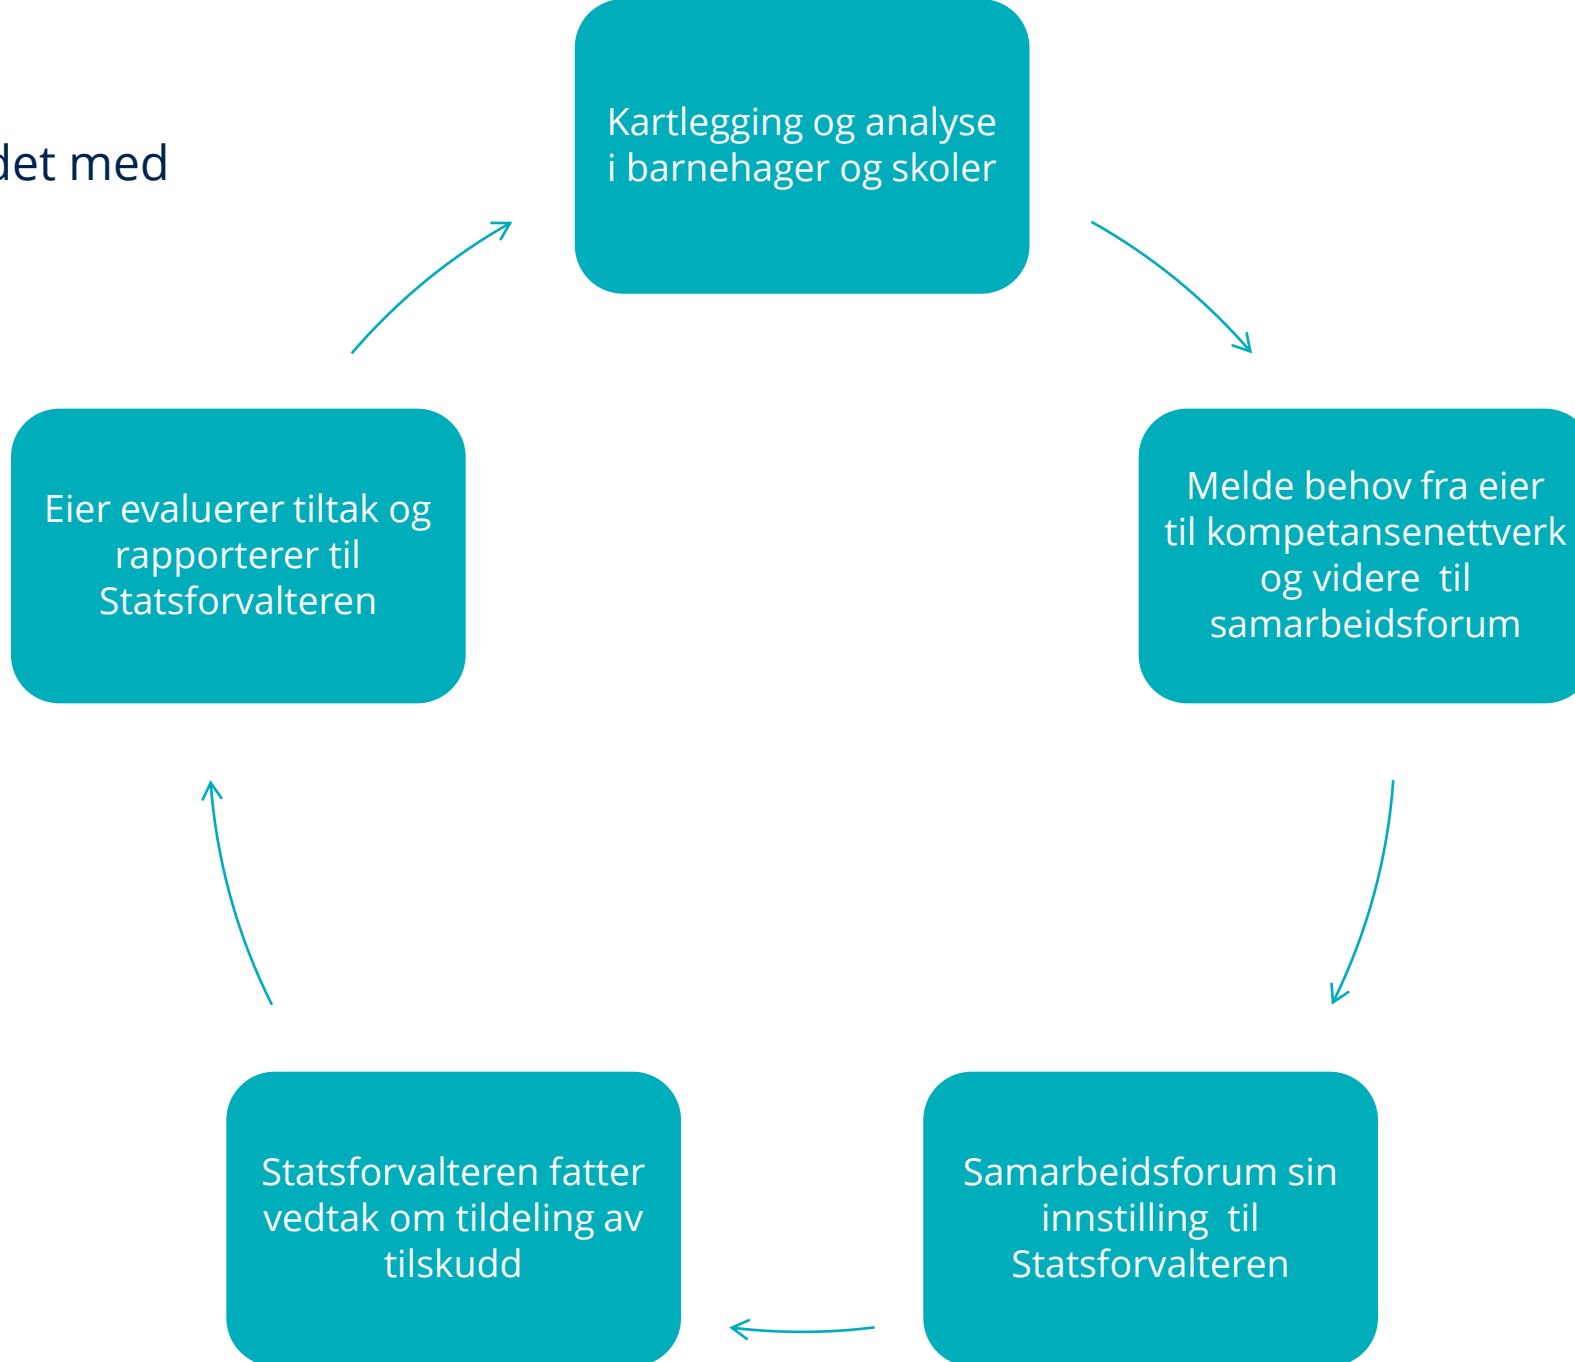 Kartlegging og analyse
i barnehager og skoler
det med
Melde behov fra eier
til kompetansenettverk
og videre til
samarbeidsforum
Samarbeidsforum sin
innstilling til
Statsforvalteren
Statsforvalteren fatter
vedtak om tildeling av
tilskudd
Eier evaluerer tiltak og
rapporterer til
Statsforvalteren